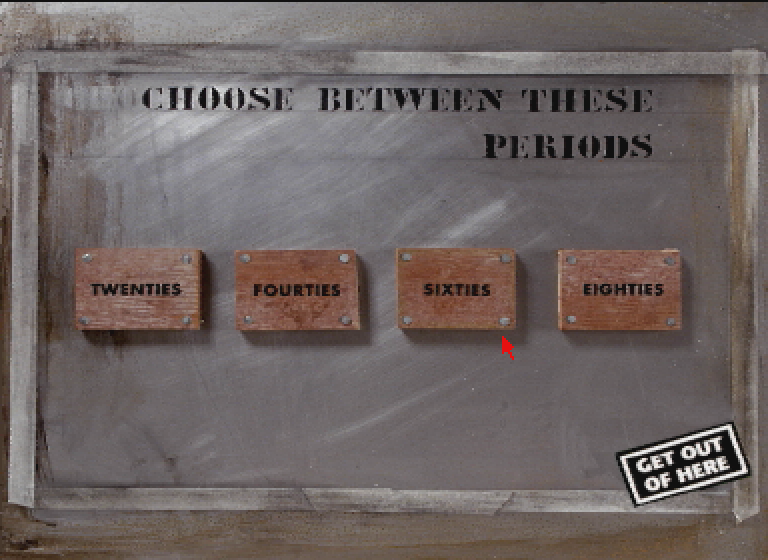 CHOOSE BETWEEN THESE
PERIODS
TWENTIES
FOURTIES
SIXTIES
EIGHTIES
GET OUT
OF HERE